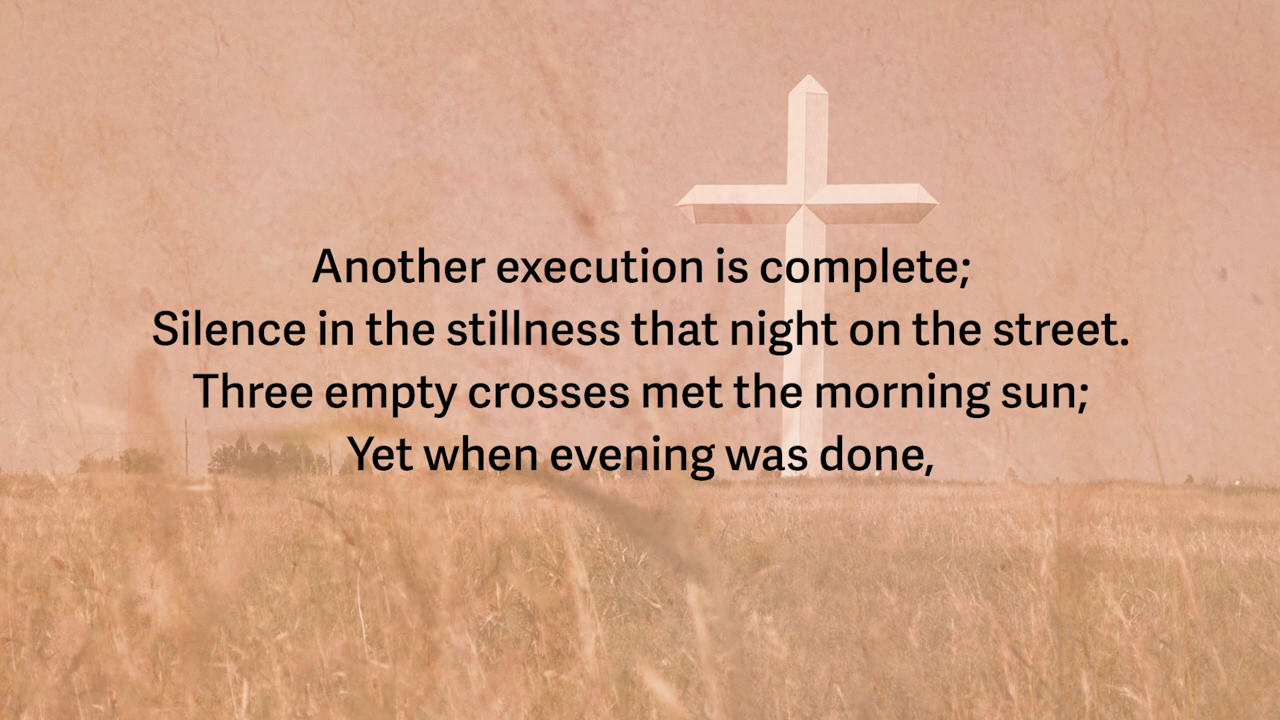 Another execution is complete;
Silence in the stillness that night on the street.
Three empty crosses met the morning sun;
Yet when evening was done,